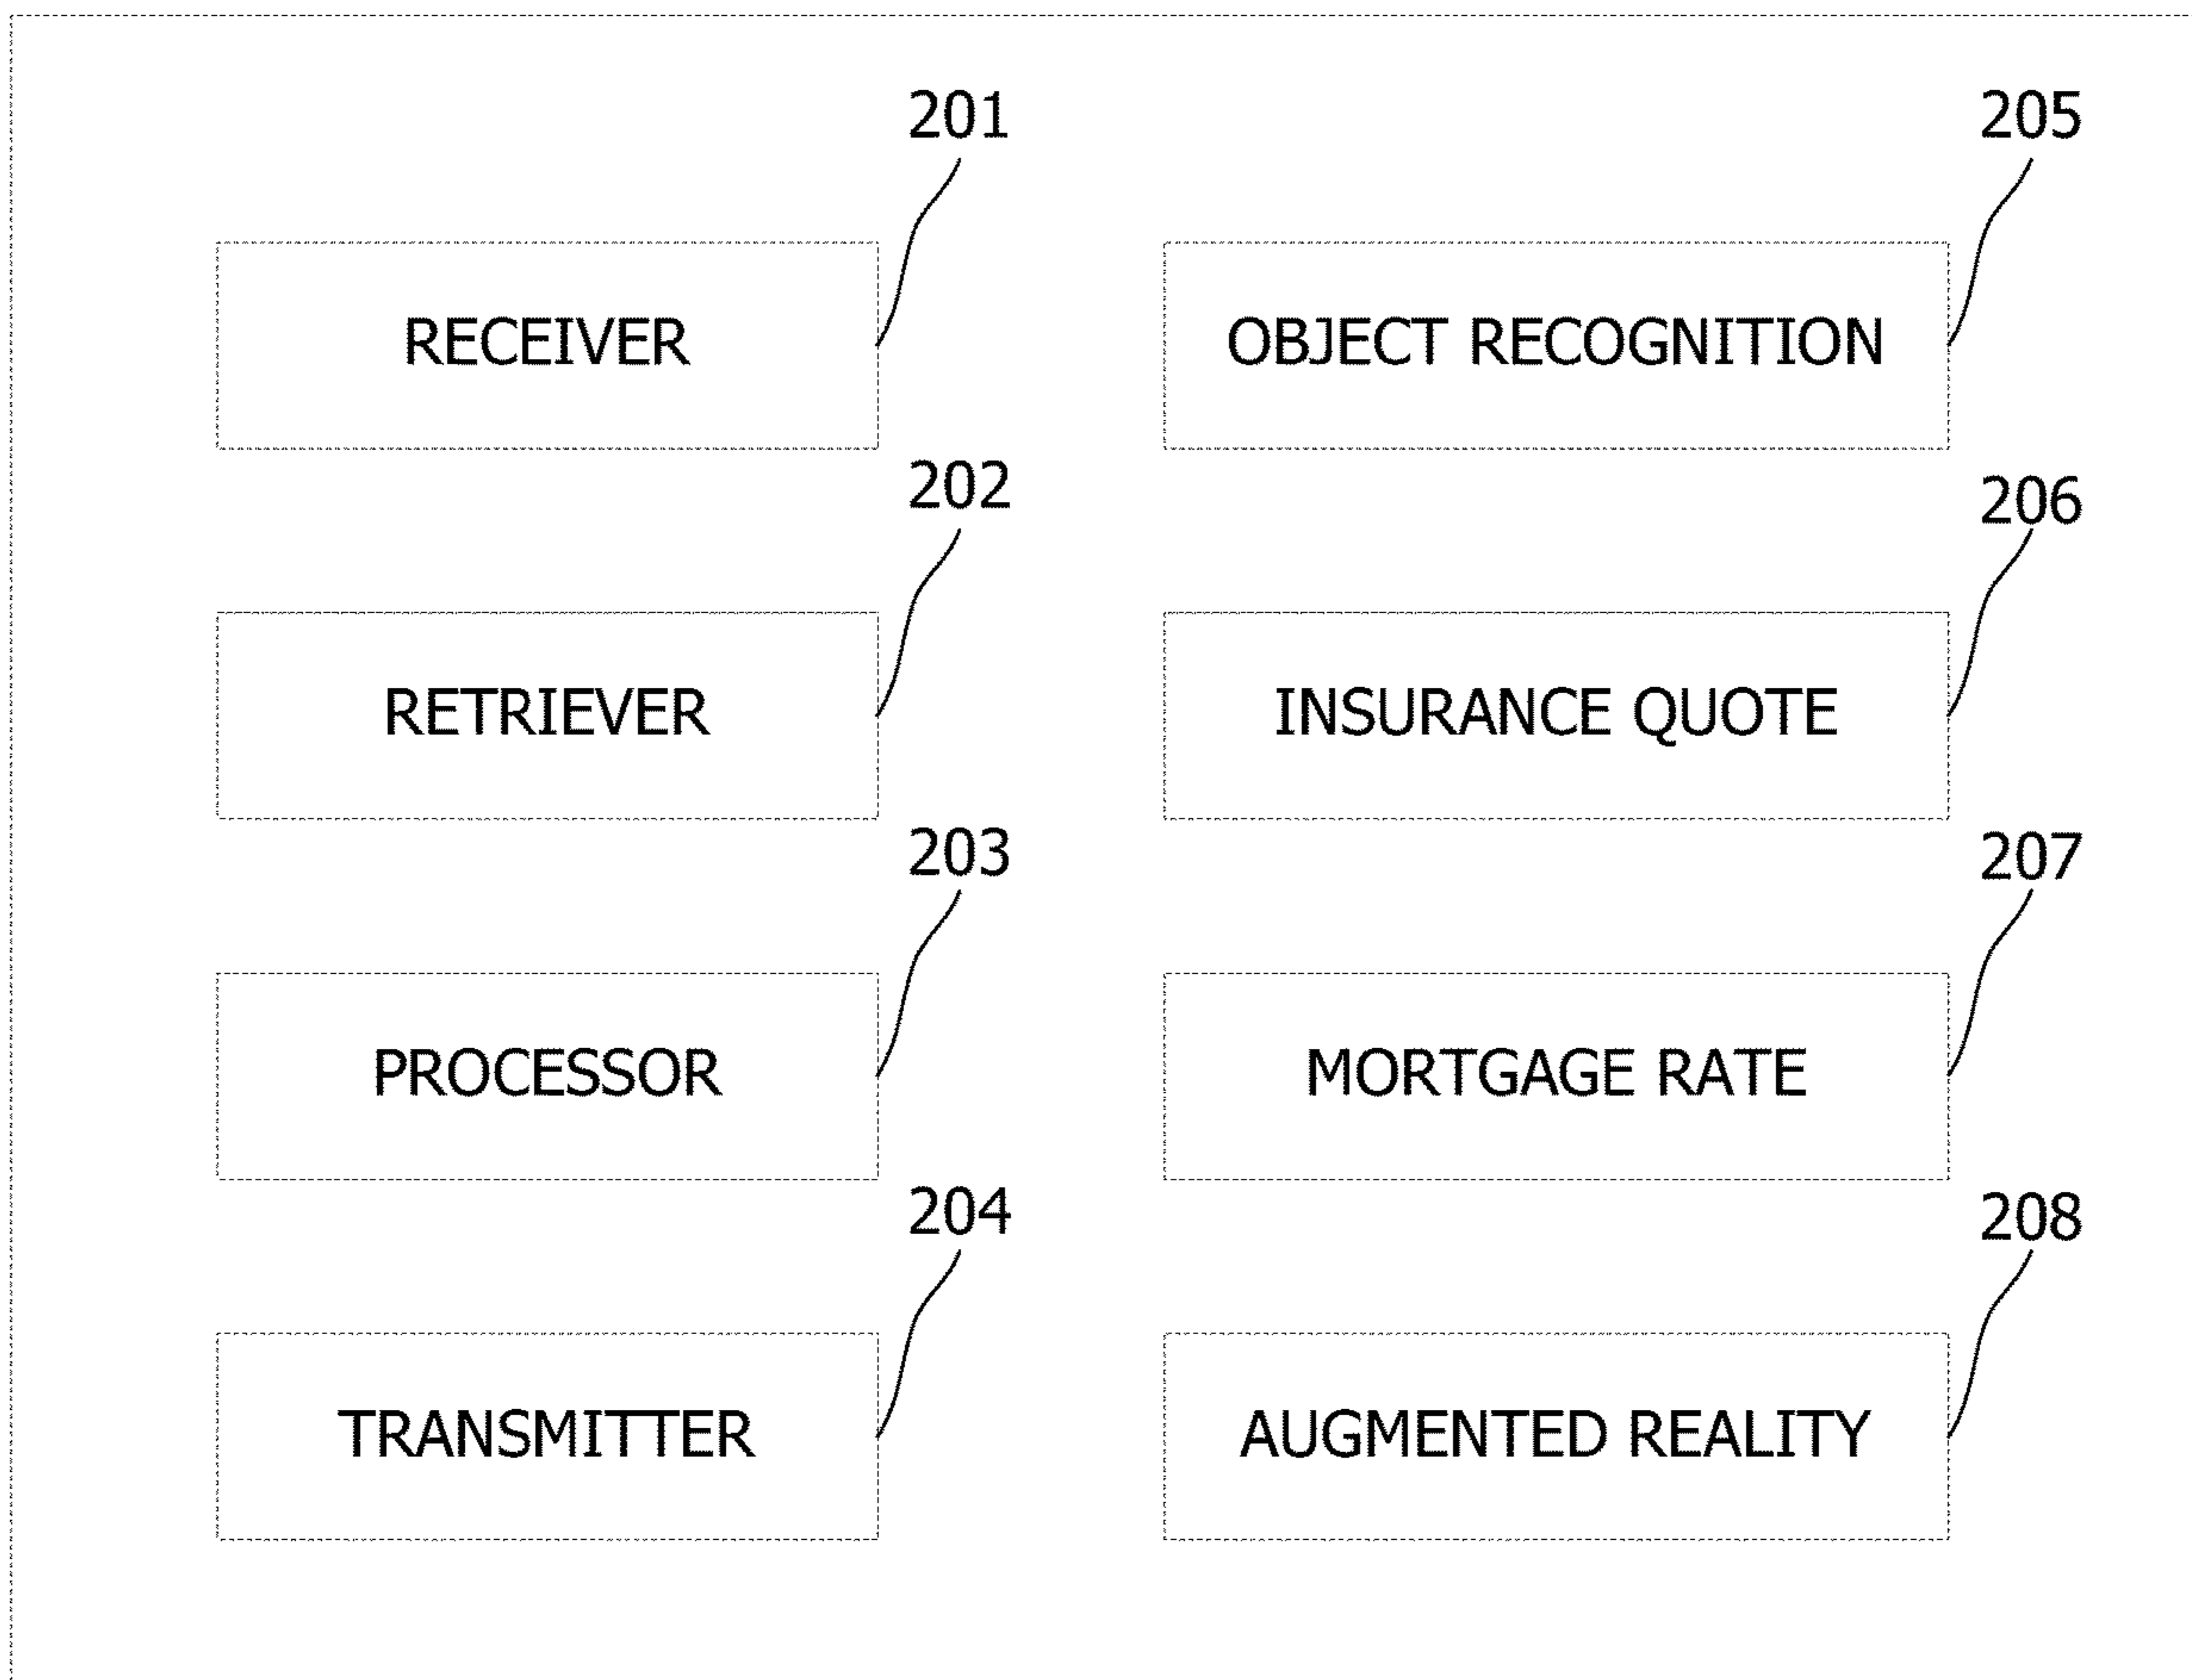 201
RECEIVER
202
RETRIEVER
203
PROCESSOR
204
TRANSMITTER
205
OBJECT RECOGNITION
206
INSURANCE QUOTE
207
MORTGAGE RATE
208
AUGMENTED REALITY